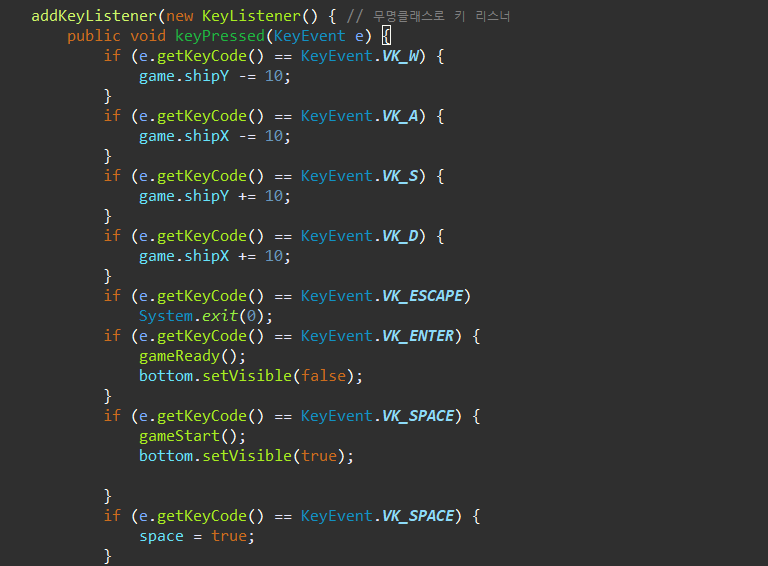 addKeyListener(new KeyListener() { // 무명클래스로 키 리스너
public void keyPressed(KeyEvent e) {
if (e.getKeyCode() == KeyEvent.VK_W) {
game.shipY -= 10;
}
if (e.getKeyCode() == KeyEvent.VK_A) {
game.shipX -= 10;
}
if (e.getKeyCode() == KeyEvent.VK_S) {
game.shipY += 10;
}
if (e.getKeyCode() == KeyEvent.VK_D) {
game.shipX += 10;
}
if (e.getKeyCode() == KeyEvent.VK_ESCAPE)
System.exit(0);
if (e.getKeyCode() == KeyEvent.VK_ENTER) {
gameReady();
bottom.setVisible(false);
}
if (e.getKeyCode() == KeyEvent.VK_SPACE) {
gameStart();
bottom.setVisible(true);
}
if (e.getKeyCode() == KeyEvent.VK_SPACE) {
space = true;
}